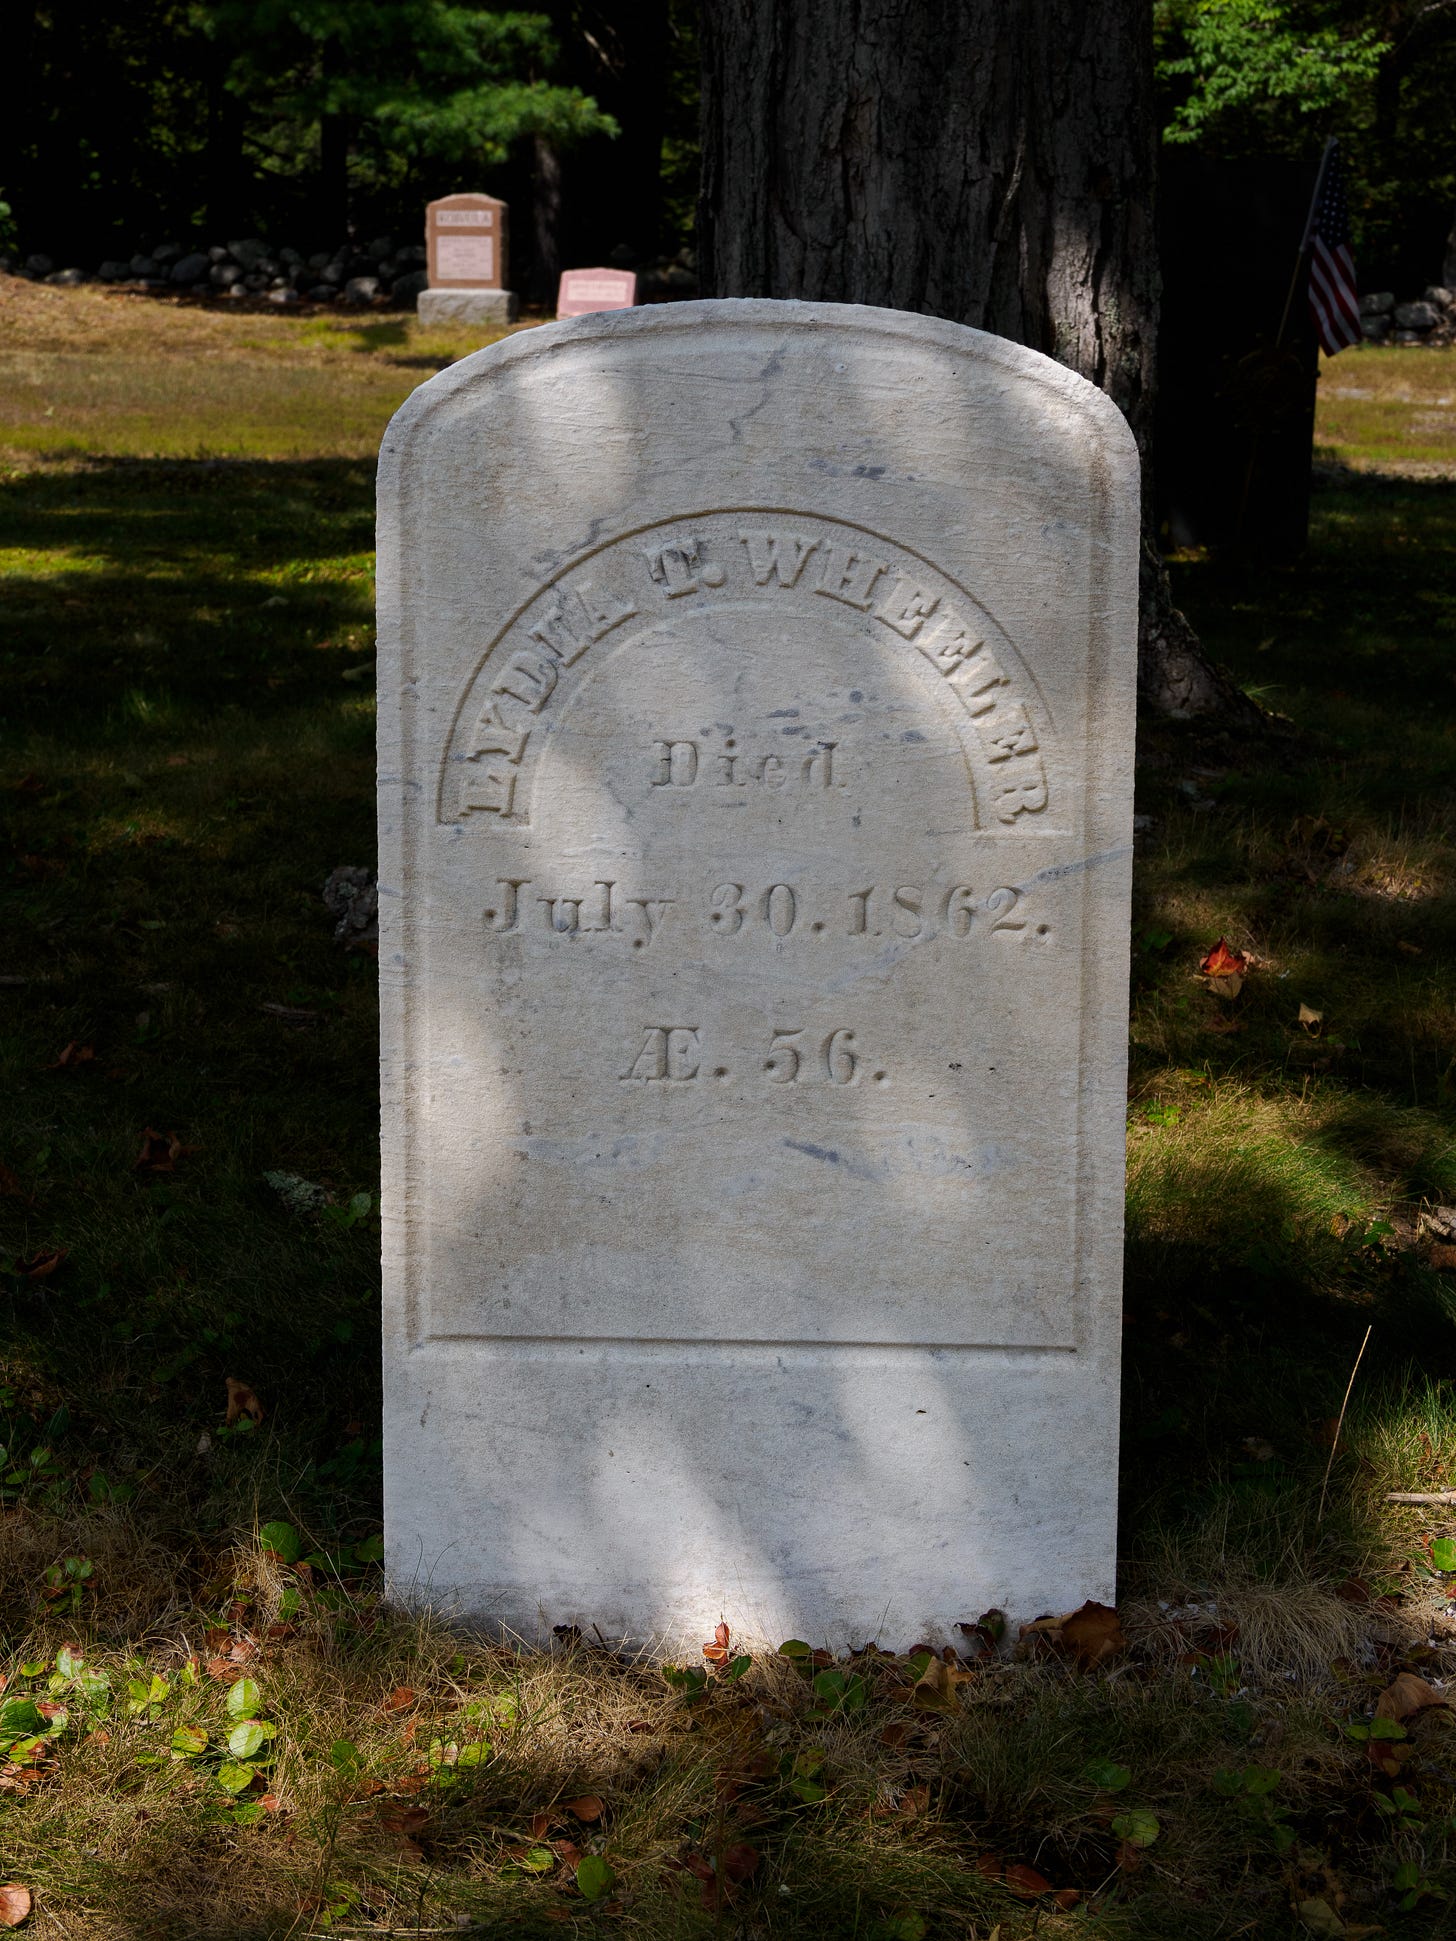 LYDIA T. WHEELER
Died
July 30. 1862.
Æ. 56.